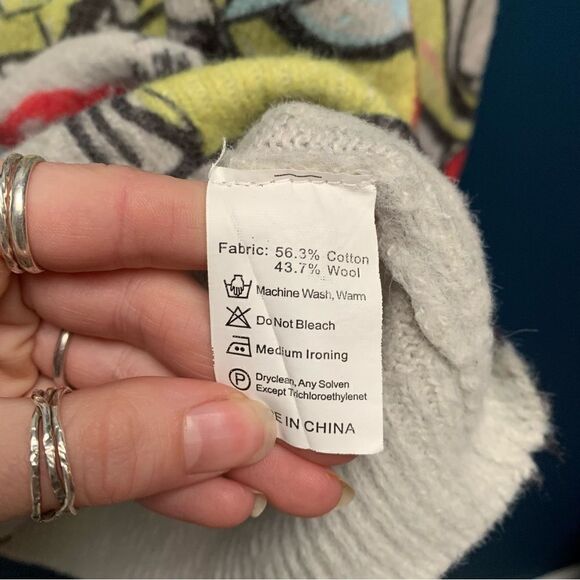 Fabric: 56.3% Cotton
43.7% Wool
Machine Wash, Warm
Do Not Bleach
Medium Ironing
P
Dryclean, Any Solven
Except Trichloroethylenet
E IN CHINA